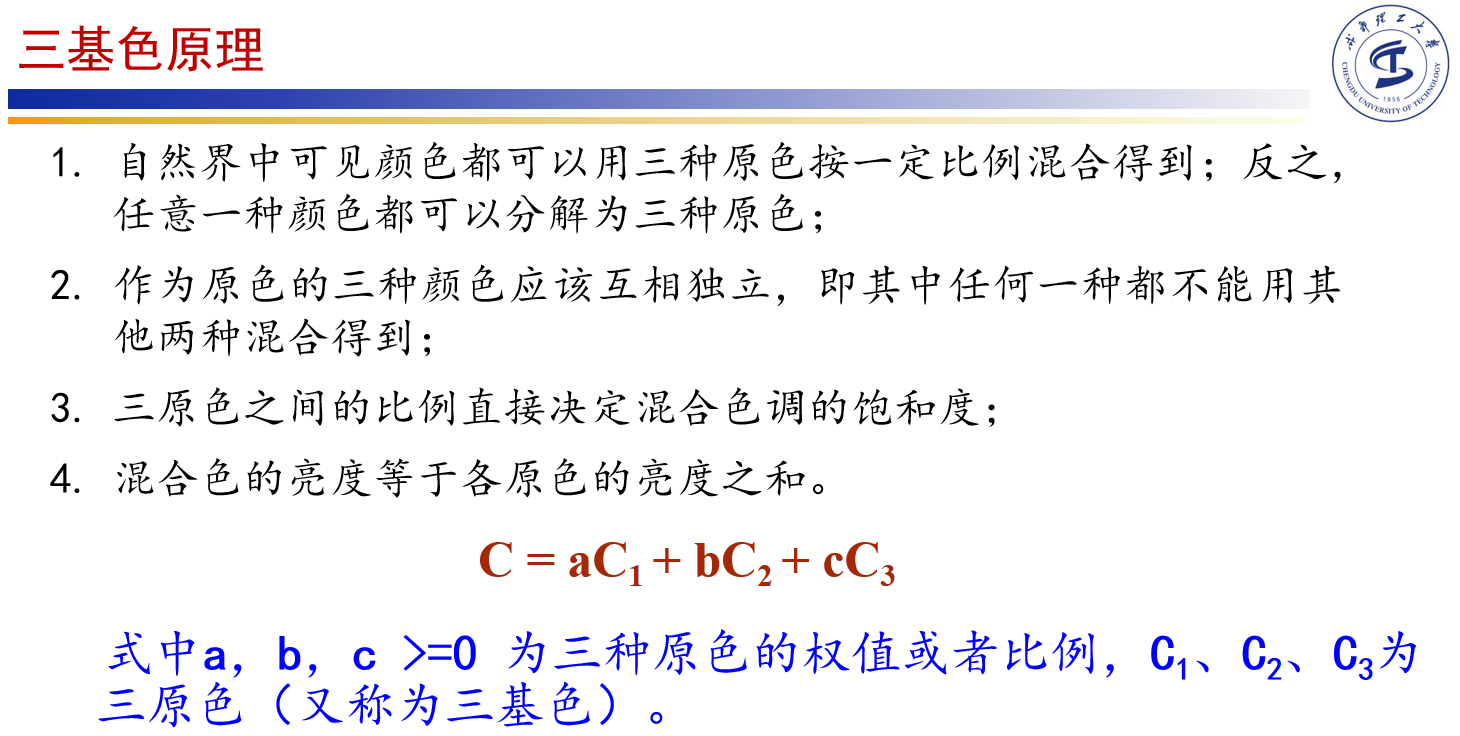 三基色原理
成都理工大学
CHENGDU UNIVERSITY OF TECHNOLOGY
1956
1. 自然界中可见颜色都可以用三种原色按一定比例混合得到；反之，
任意一种颜色都可以分解为三种原色；
2. 作为原色的三种颜色应该互相独立，即其中任何一种都不能用其
他两种混合得到；
3. 三原色之间的比例直接决定混合色调的饱和度；
4. 混合色的亮度等于各原色的亮度之和。
C = aC₁ + bC₂ + cC₃
式中a，b，c >=0 为三种原色的权值或者比例，C₁、C₂、C₃为
三原色（又称为三基色）。